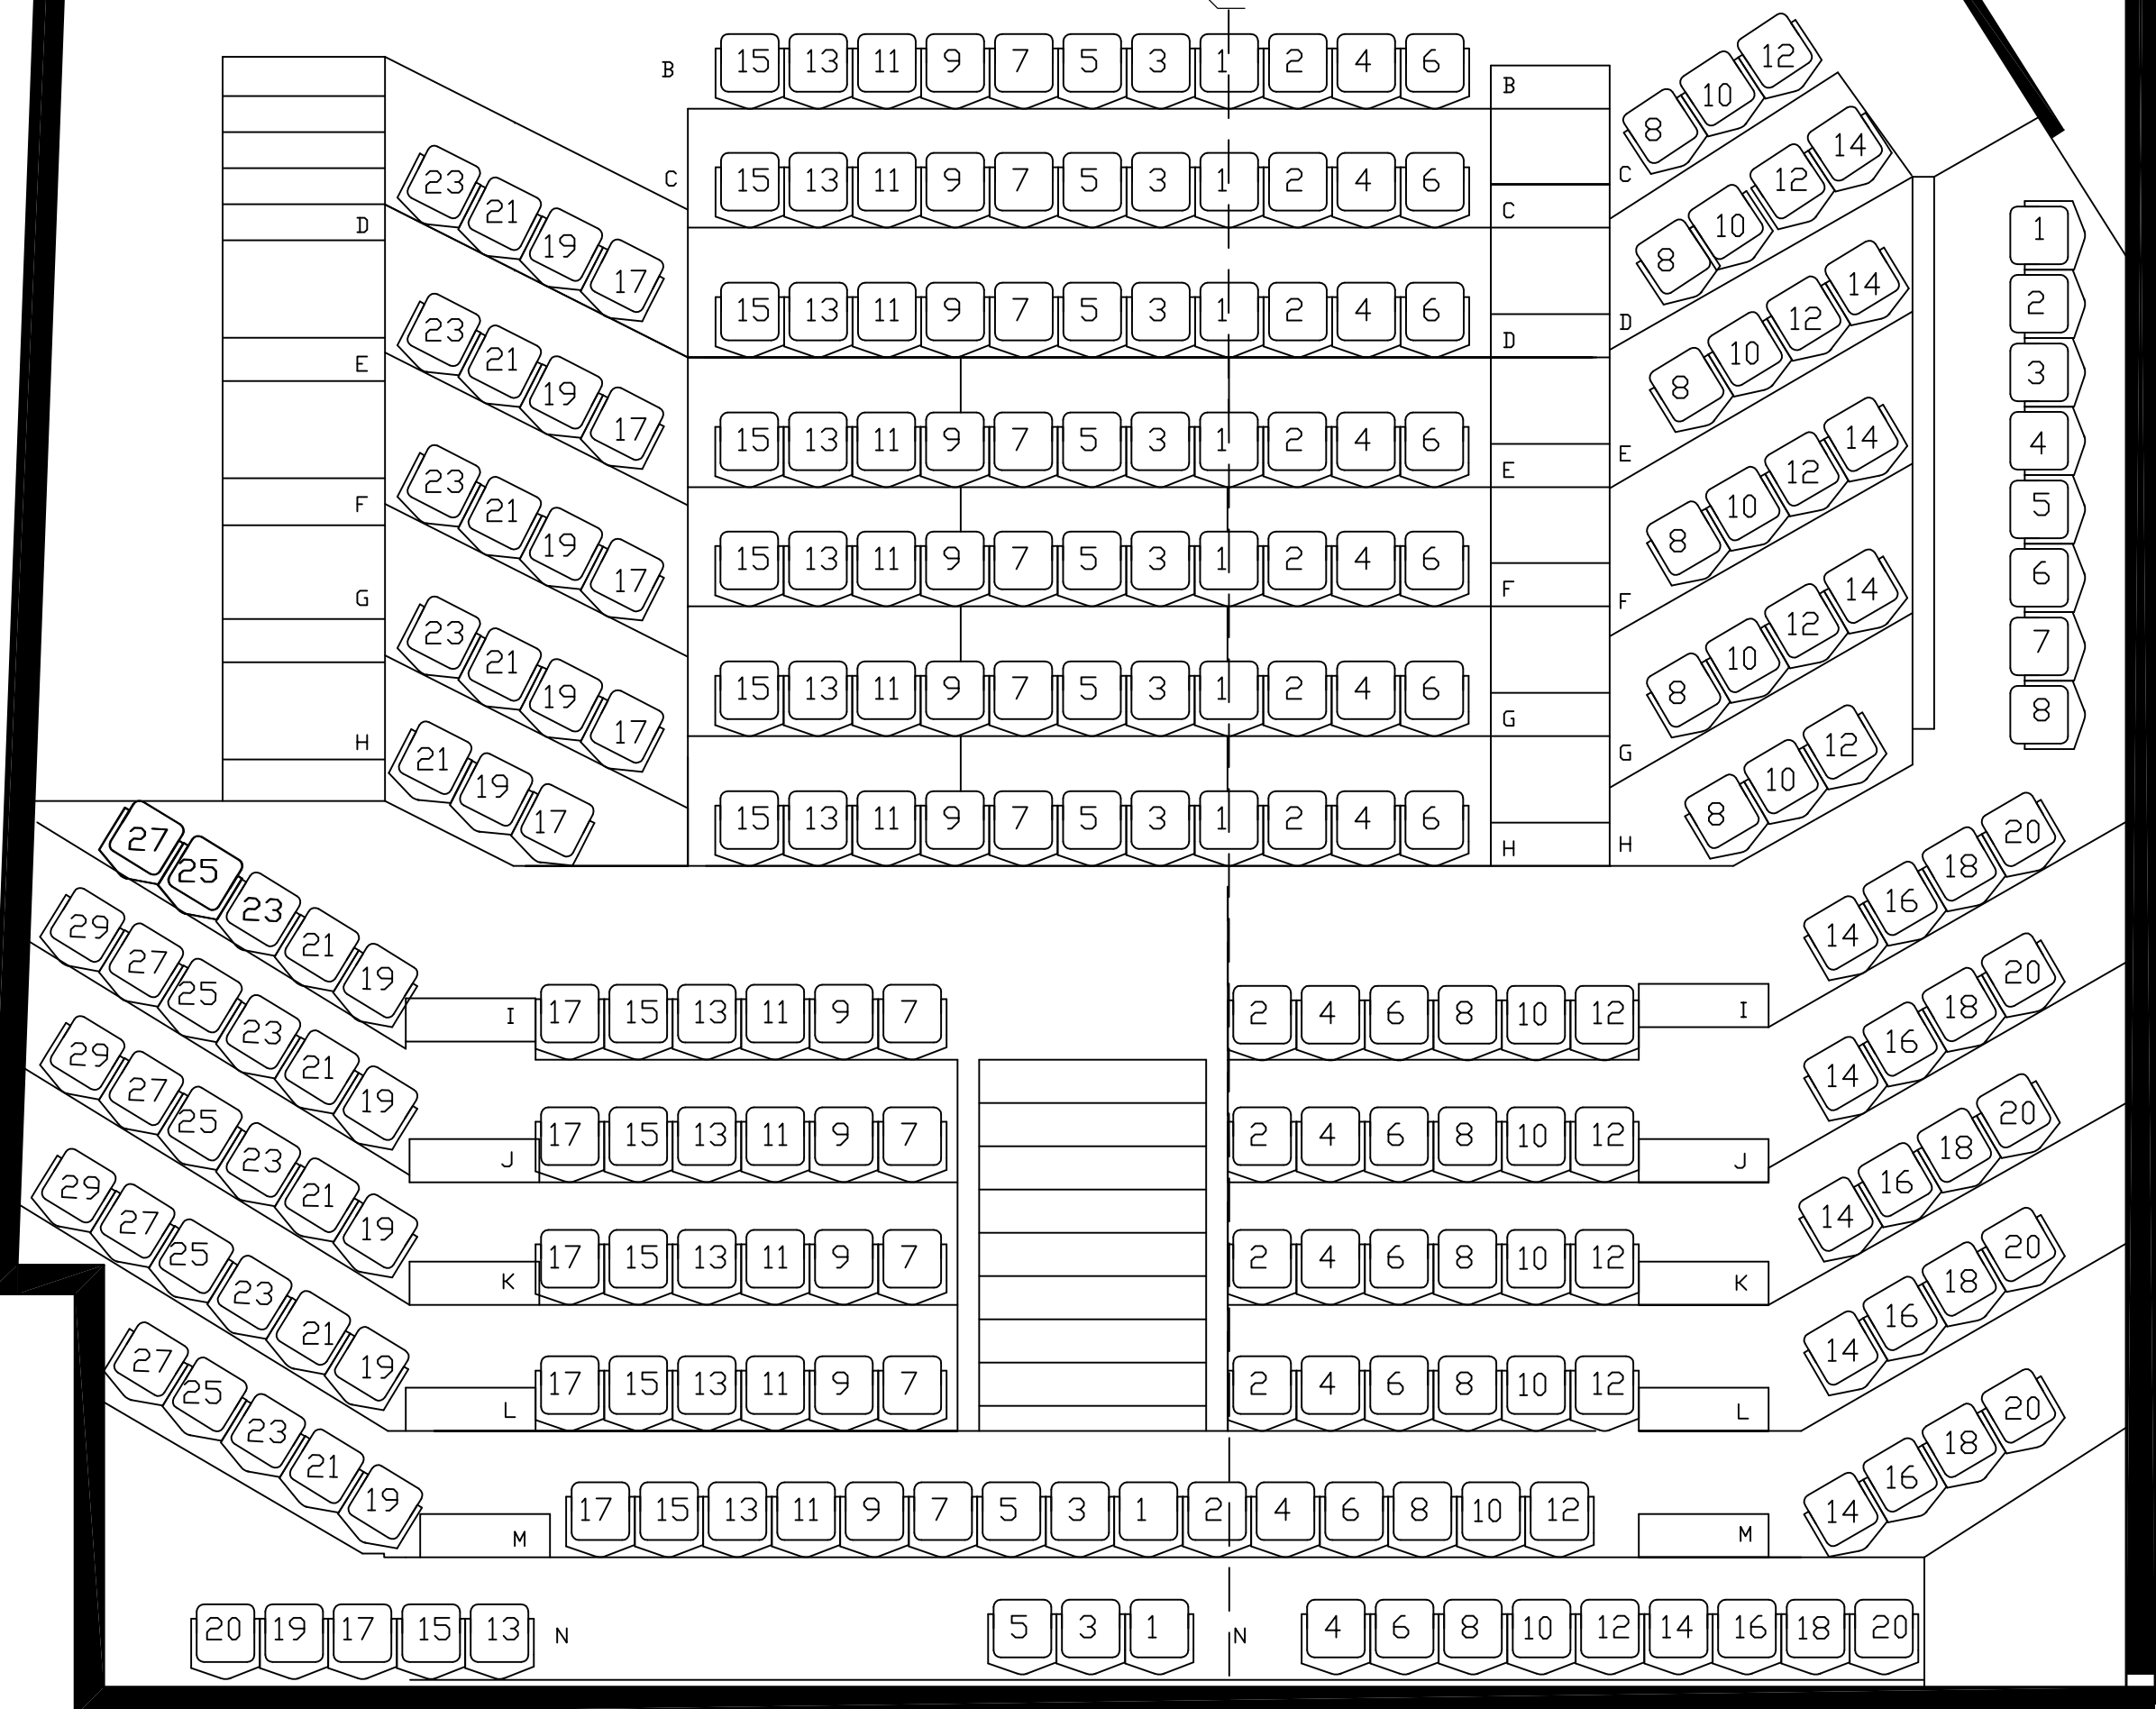 B 15 13 11 9 7 5 3 1 2 4 6 B 8 10 12
23 21 19 17 C 15 13 11 9 7 5 3 1 2 4 6 C C 8 10 12 14
D 23 21 19 17 15 13 11 9 7 5 3 1 2 4 6 D D 8 10 12 14
E 23 21 19 17 15 13 11 9 7 5 3 1 2 4 6 E E 8 10 12 14
F 23 21 19 17 15 13 11 9 7 5 3 1 2 4 6 F F 8 10 12 14
G 21 19 17 15 13 11 9 7 5 3 1 2 4 6 G G 8 10 12
H 15 13 11 9 7 5 3 1 2 4 6 H H
1
2
3
4
5
6
7
8
27 25 23 21 19 I 17 15 13 11 9 7 2 4 6 8 10 12 I 14 16 18 20
29 27 25 23 21 19 J 17 15 13 11 9 7 2 4 6 8 10 12 J 14 16 18 20
29 27 25 23 21 19 K 17 15 13 11 9 7 2 4 6 8 10 12 K 14 16 18 20
29 27 25 23 21 19 L 17 15 13 11 9 7 2 4 6 8 10 12 L 14 16 18 20
27 25 23 21 19 M 17 15 13 11 9 7 5 3 1 2 4 6 8 10 12 M 14 16 18 20
20 19 17 15 13 N 5 3 1 N 4 6 8 10 12 14 16 18 20